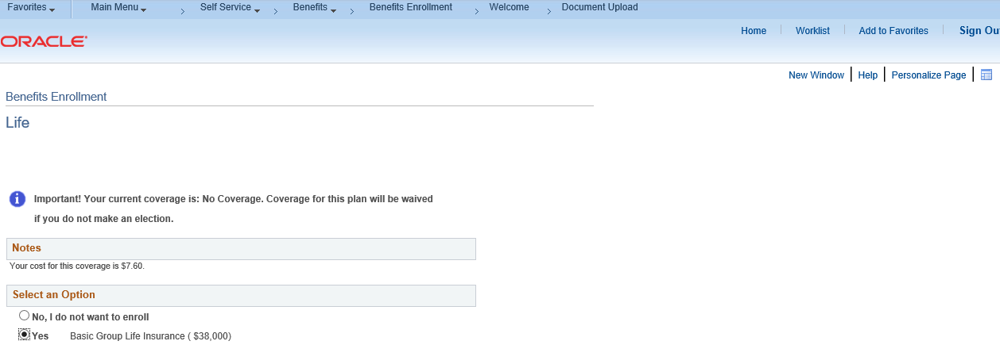 Favorites Main Menu Self Service Benefits Benefits Enrollment Welcome Document Upload
ORACLE
Home Worklist Add to Favorites Sign Ou
New Window Help Personalize Page
Benefits Enrollment
Life
Important! Your current coverage is: No Coverage. Coverage for this plan will be waived
if you do not make an election.
Notes
Your cost for this coverage is $7.60.
Select an Option
No, I do not want to enroll
Yes Basic Group Life Insurance ( $38,000)